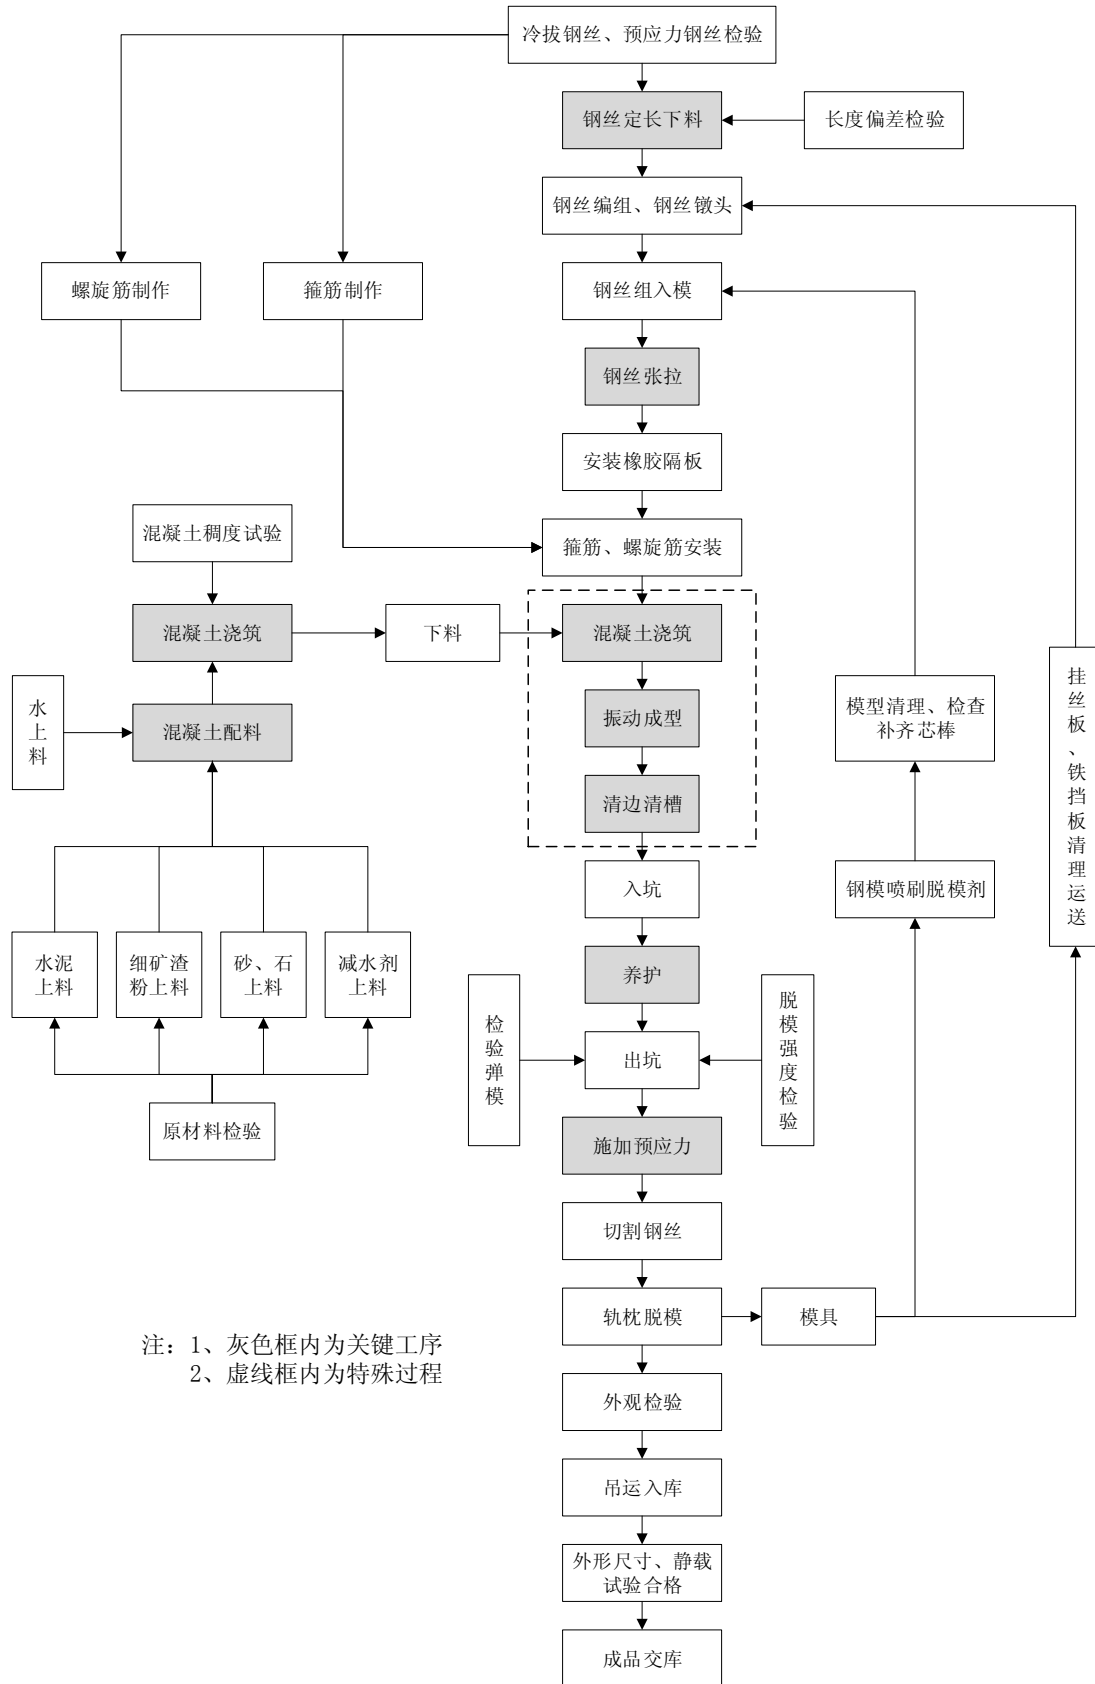 冷拔钢丝、预应力钢丝检验
钢丝定长下料
长度偏差检验
钢丝编组、钢丝镦头
螺旋筋制作
箍筋制作
钢丝组入模
钢丝张拉
安装橡胶隔板
混凝土稠度试验
箍筋、螺旋筋安装
混凝土浇筑
下料
混凝土浇筑
水上料
混凝土配料
振动成型
模型清理、检查
补齐芯棒
挂丝板、铁挡板清理运送
清边清槽
入坑
钢模喷刷脱模剂
水泥
上料
细矿渣
粉上料
砂、石
上料
减水剂
上料
养护
检验弹模
出坑
脱模强度检验
原材料检验
施加预应力
切割钢丝
轨枕脱模
模具
注：1、灰色框内为关键工序
2、虚线框内为特殊过程
外观检验
吊运入库
外形尺寸、静载
试验合格
成品交库